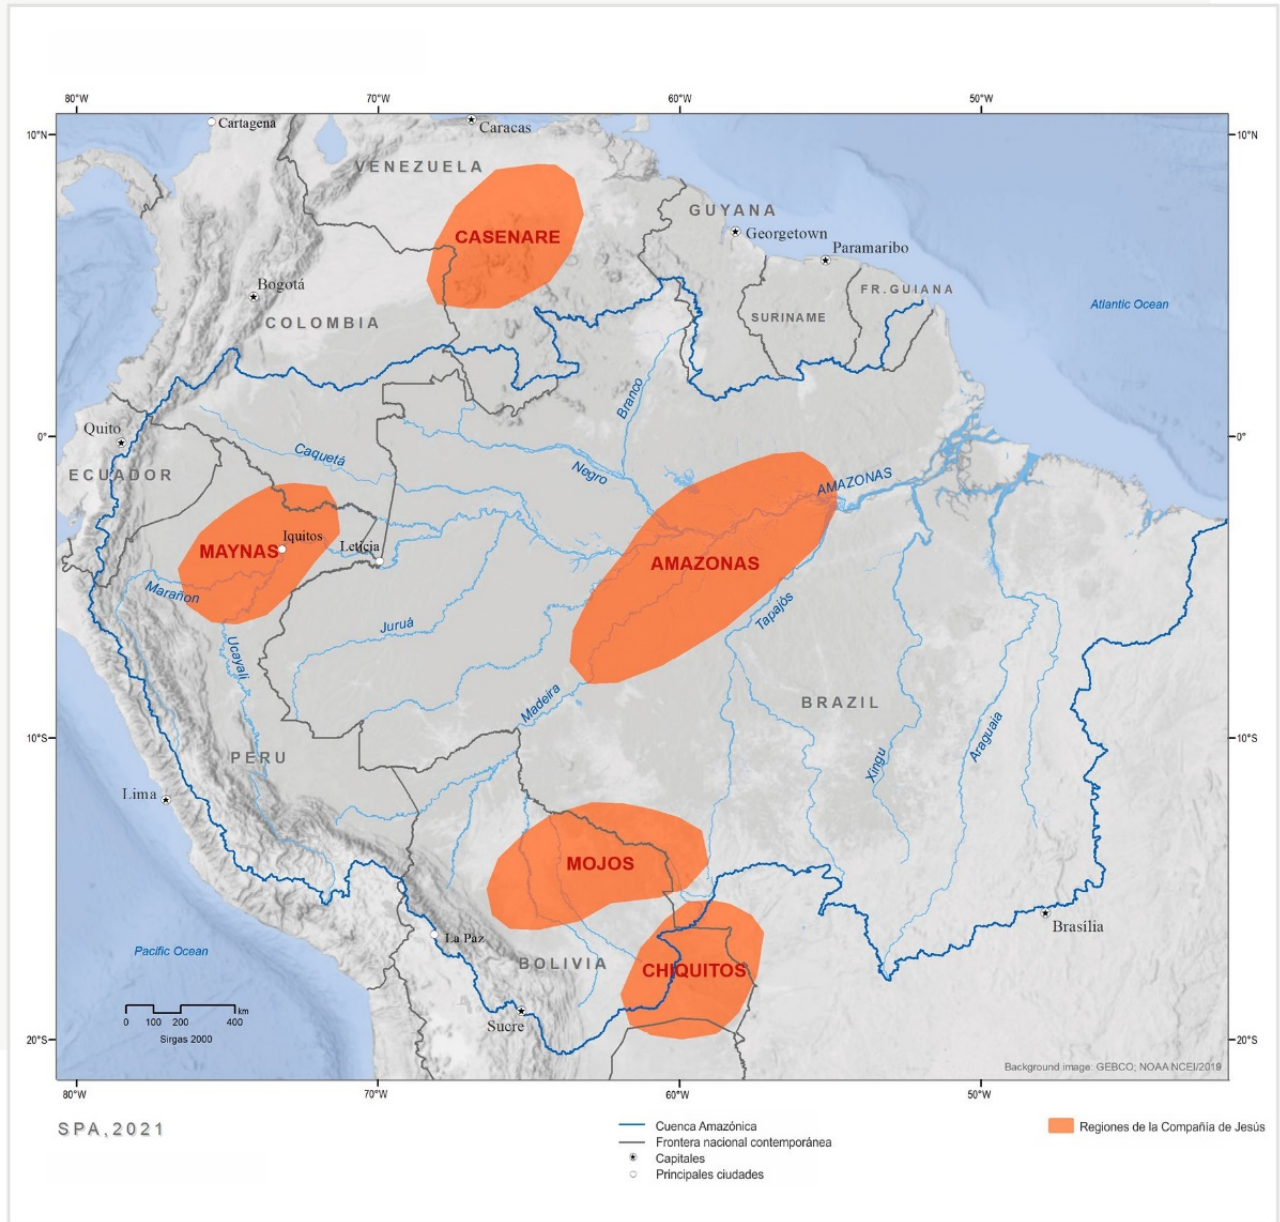 80°W
70°W
60°W
50°W
10°N
Cartagena
Caracas
10°N
VENEZUELA
GUYANA
CASENARE
Georgetown
Paramaribo
Bogotá
FR.GUIANA
Atlantic Ocean
COLOMBIA
SURINAME
Branco
Quito
0°
0°
Caquetá
ECUADOR
Negro
AMAZONAS
Iquitos
Letícia
MAYNAS
AMAZONAS
Marañon
Tapajós
Juruá
Ucayali
Madeira
BRAZIL
Araguaia
10°S
10°S
PERU
Xingu
Lima
MOJOS
Brasilia
La Paz
Pacific Ocean
BOLIVIA
CHIQUITOS
km
0 100 200 400
Sucre
Sirgas 2000
20°S
20°S
Background image: GEBCO; NOAA NCEI/2019
80°W
70°W
60°W
50°W
SPA,2021
Cuenca Amazónica
Frontera nacional contemporánea
Capitales
Principales ciudades
Regiones de la Compañia de Jesús